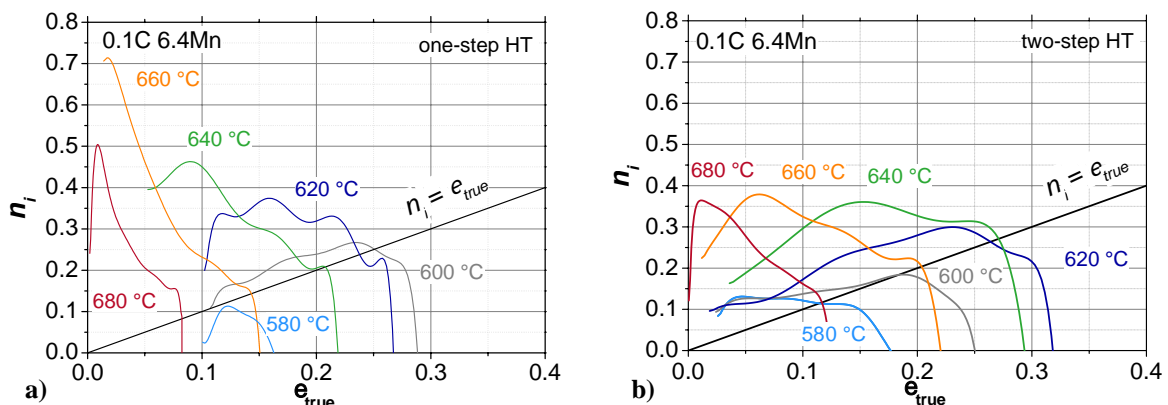 0.1C 6.4Mn one-step HT
0.8
0.7
0.6
0.5
0.4
0.3
0.2
0.1
0.0
n_i
660 °C
640 °C
620 °C
n_i = e_true
600 °C
680 °C
580 °C
0.0 0.1 0.2 0.3 0.4
e_true
a)
0.1C 6.4Mn two-step HT
0.8
0.7
0.6
0.5
0.4
0.3
0.2
0.1
0.0
n_i
680 °C
660 °C
640 °C
n_i = e_true
620 °C
600 °C
580 °C
0.0 0.1 0.2 0.3 0.4
e_true
b)